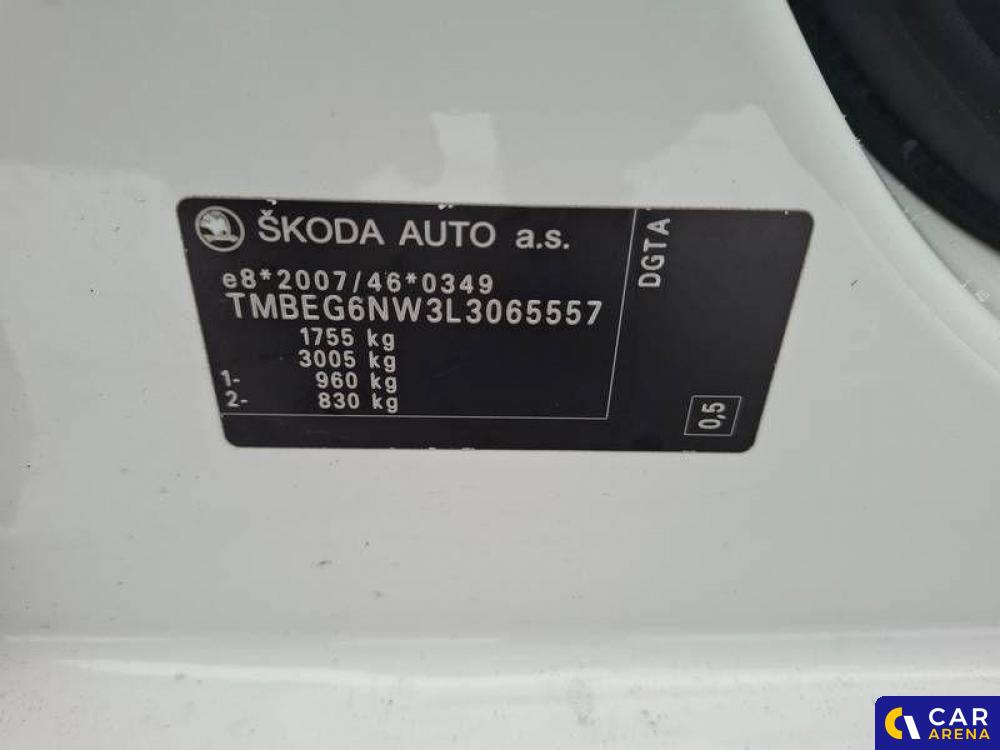 ŠKODA AUTO a.s.
e8*2007/46*0349
TMBEG6NW3L3065557
1755 kg
3005 kg
1- 960 kg
2- 830 kg
DGTA
0,5
CAR
ARENA